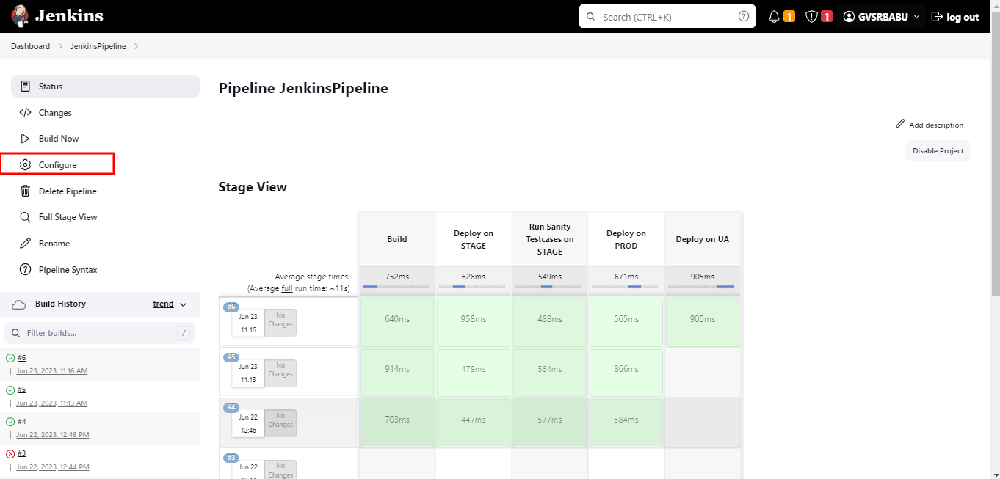 Jenkins
Search (CTRL+K)
1
1
GVSRBABU
log out
Dashboard
JenkinsPipeline
Status
Changes
Build Now
Configure
Delete Pipeline
Full Stage View
Rename
Pipeline Syntax
Build History
trend
Filter builds...
/
#6
Jun 23, 2023, 11:16 AM
#5
Jun 23, 2023, 11:13 AM
#4
Jun 22, 2023, 12:46 PM
#3
Jun 22, 2023, 12:44 PM
Pipeline JenkinsPipeline
Add description
Disable Project
Stage View
Build
Deploy on
STAGE
Run Sanity
Testcases on
STAGE
Deploy on
PROD
Deploy on UA
Average stage times:
(Average full run time: ~11s)
752ms
628ms
549ms
671ms
905ms
#6
Jun 23
11:16
No
Changes
640ms
958ms
488ms
565ms
905ms
#5
Jun 23
11:13
No
Changes
914ms
479ms
584ms
866ms
#4
Jun 22
12:46
No
Changes
703ms
447ms
577ms
584ms
#3
Jun 22
12:44
No
Changes